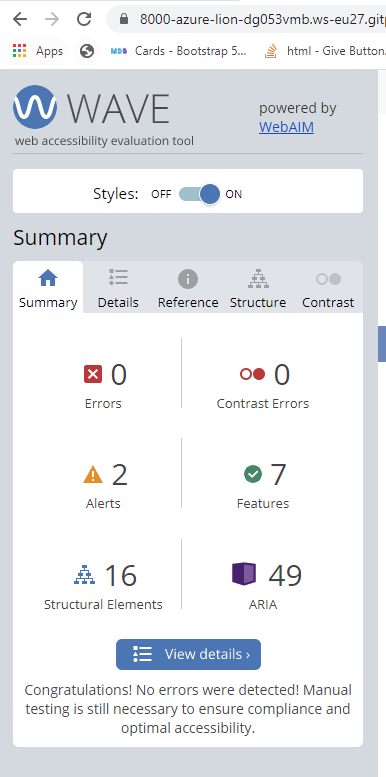 8000-azure-lion-dg053vmb.ws-eu27.gitp
Apps
MDB Cards - Bootstrap 5...
html - Give Button
WAVE
web accessibility evaluation tool
powered by
WebAIM
Styles: OFF ON
Summary
Summary Details Reference Structure Contrast
0 0
Errors Contrast Errors
2 7
Alerts Features
16 49
Structural Elements ARIA
View details ›
Congratulations! No errors were detected! Manual
testing is still necessary to ensure compliance and
optimal accessibility.